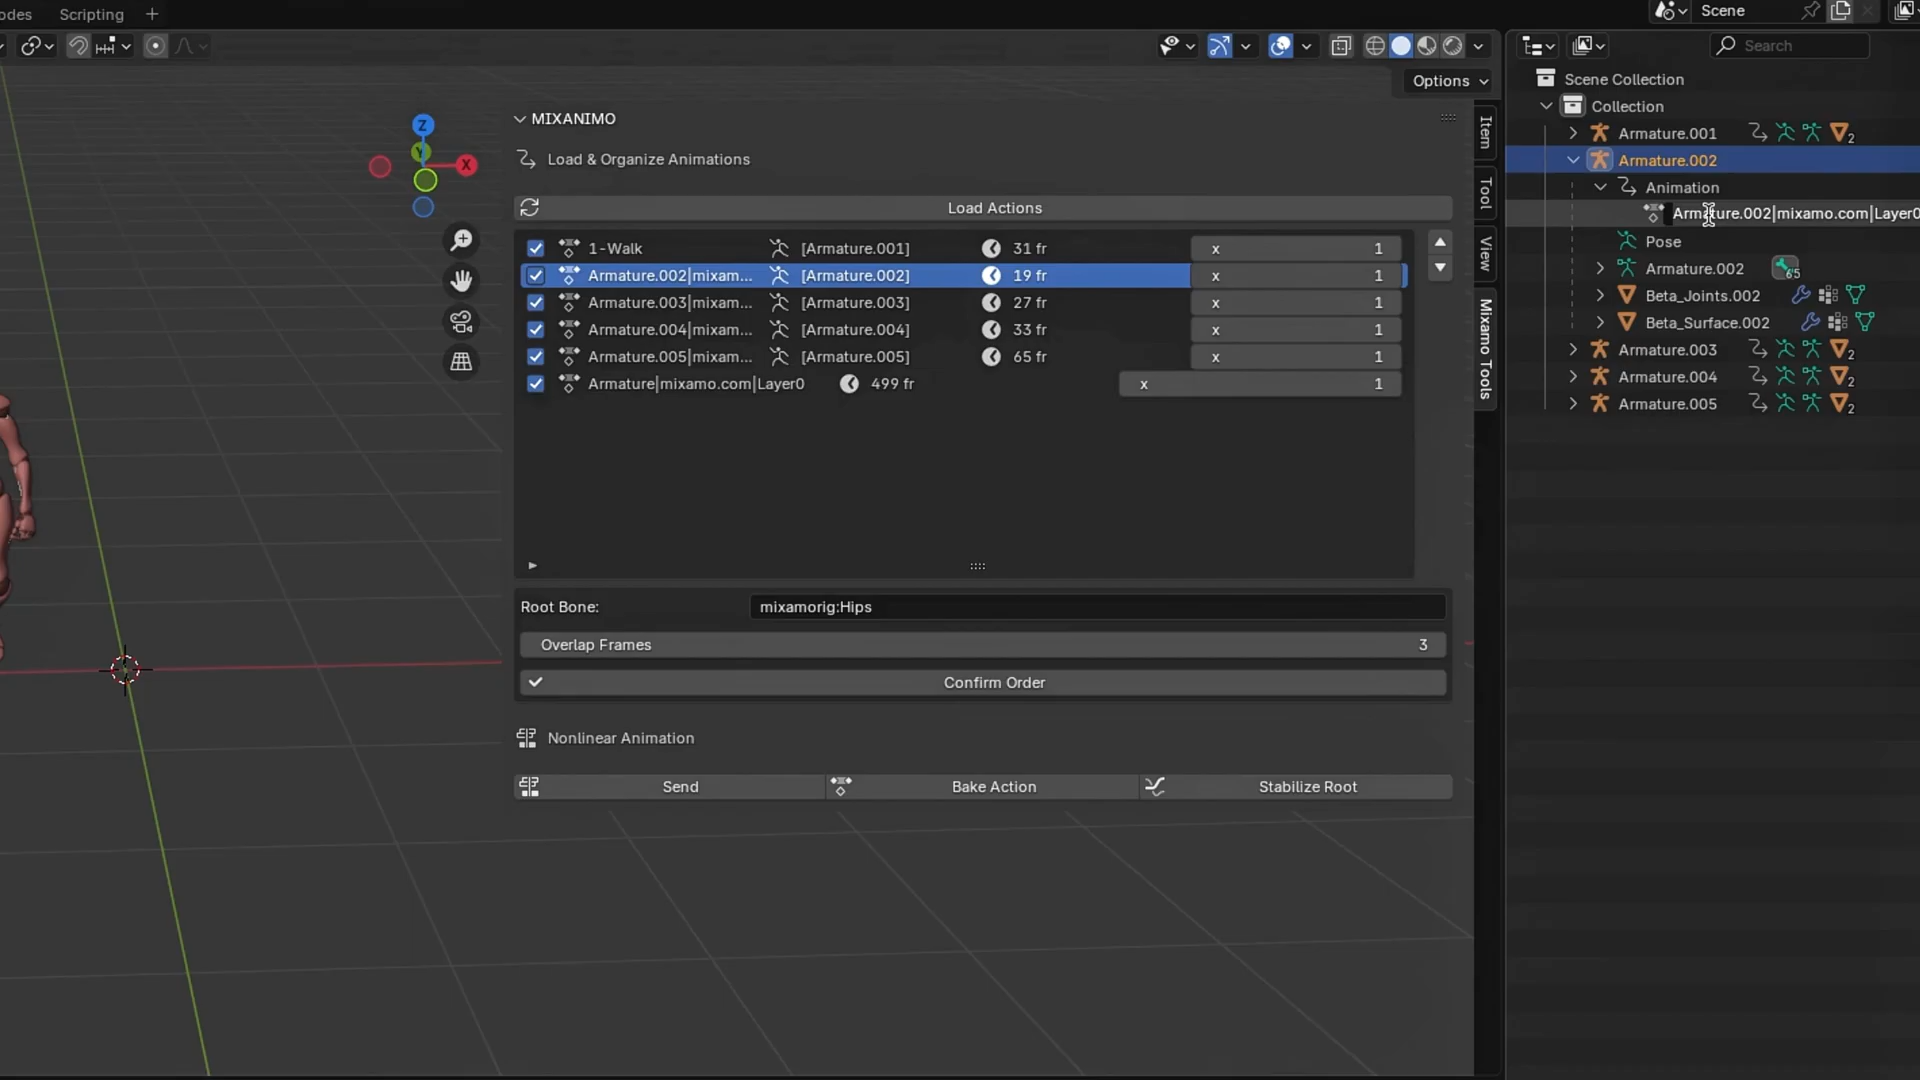 odes Scripting + Scene
Search
Options
Scene Collection
Collection
MIXANIMO
Load & Organize Animations
Load Actions
1-Walk [Armature.001] 31 fr x 1
Armature.002|mixam... [Armature.002] 19 fr x 1
Armature.003|mixam... [Armature.003] 27 fr x 1
Armature.004|mixam... [Armature.004] 33 fr x 1
Armature.005|mixam... [Armature.005] 65 fr x 1
Armature|mixamo.com|Layer0 499 fr x 1
Root Bone: mixamorig:Hips
Overlap Frames 3
Confirm Order
Nonlinear Animation
Send Bake Action Stabilize Root
Z
Y
X
Item
Tool
View
Mixamo Tools
Armature.001 2
Armature.002
Animation
Armature.002|mixamo.com|Layer0
Pose
Armature.002 65
Beta_Joints.002
Beta_Surface.002
Armature.003 2
Armature.004 2
Armature.005 2